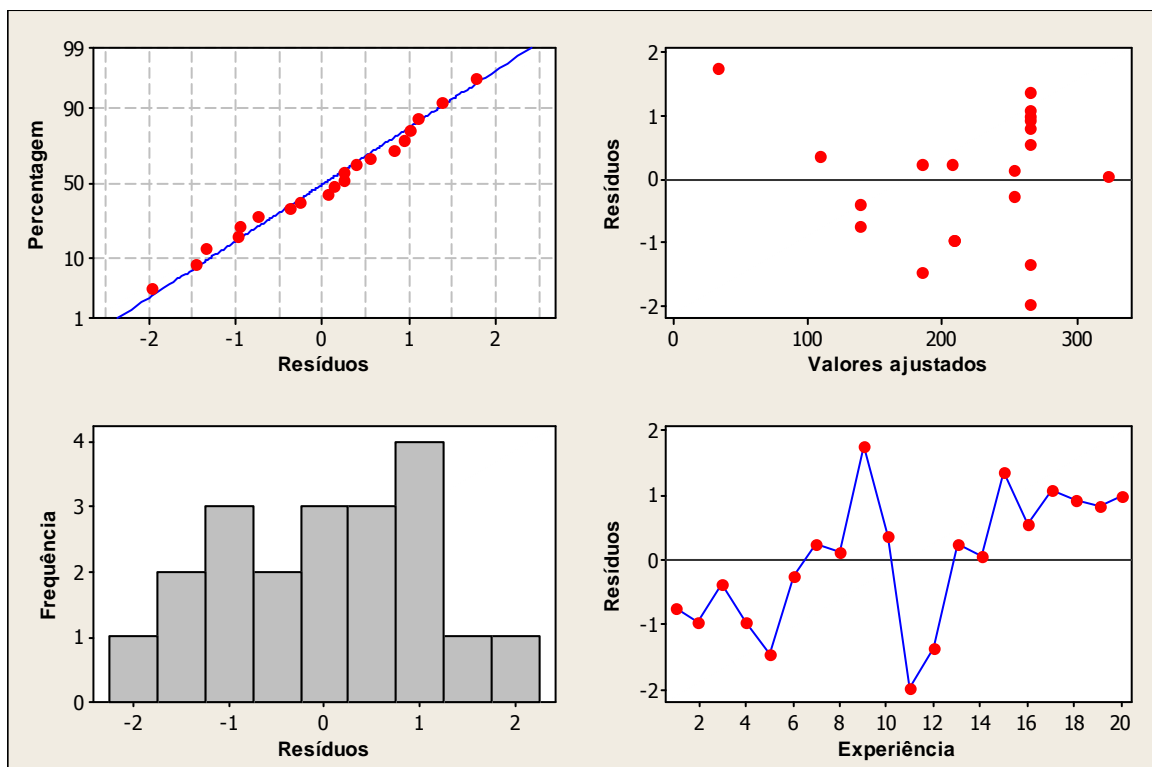 99
90
50
10
1
Percentagem
-2 -1 0 1 2
Resíduos
2
1
0
-1
-2
Resíduos
0 100 200 300
Valores ajustados
4
3
2
1
0
Frequência
-2 -1 0 1 2
Resíduos
2
1
0
-1
-2
Resíduos
2 4 6 8 10 12 14 16 18 20
Experiência